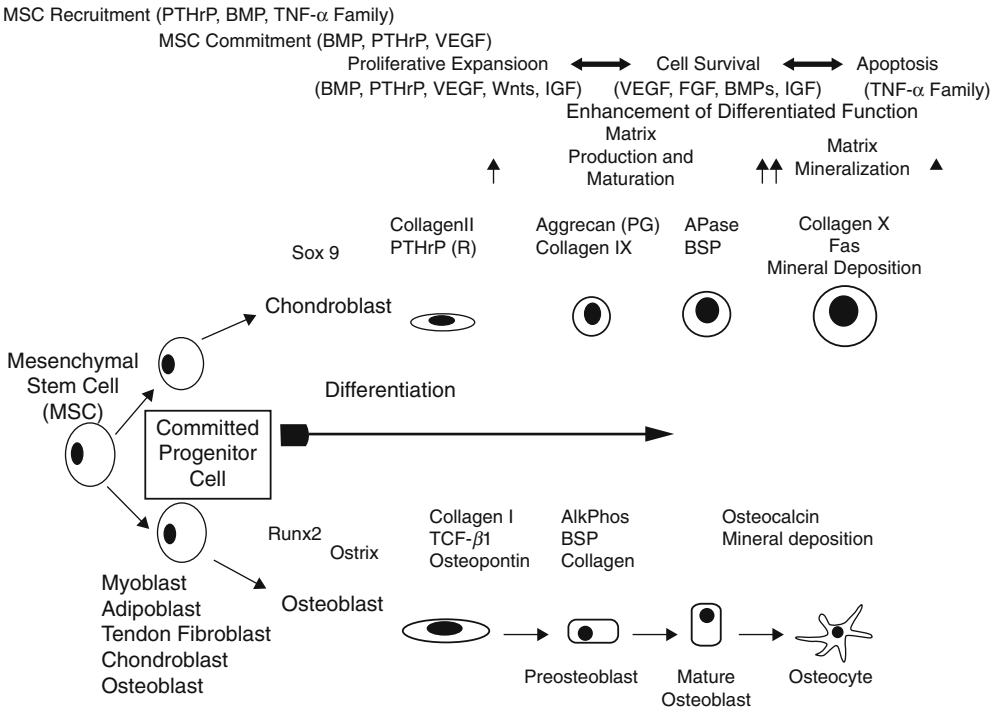 MSC Recruitment (PTHrP, BMP, TNF-α Family)
MSC Commitment (BMP, PTHrP, VEGF)
Proliferative Expansioon
Cell Survival
Apoptosis
(BMP, PTHrP, VEGF, Wnts, IGF)
(VEGF, FGF, BMPs, IGF)
(TNF-α Family)
Enhancement of Differentiated Function
Matrix
Production and
Maturation
Matrix
Mineralization
Sox 9
CollagenII
PTHrP (R)
Aggrecan (PG)
Collagen IX
APase
BSP
Collagen X
Fas
Mineral Deposition
Chondroblast
Mesenchymal
Stem Cell
(MSC)
Differentiation
Committed
Progenitor
Cell
Runx2
Ostrix
Collagen I
TCF-β1
Osteopontin
AlkPhos
BSP
Collagen
Osteocalcin
Mineral deposition
Osteoblast
Myoblast
Adipoblast
Tendon Fibroblast
Chondroblast
Osteoblast
Preosteoblast
Mature
Osteoblast
Osteocyte